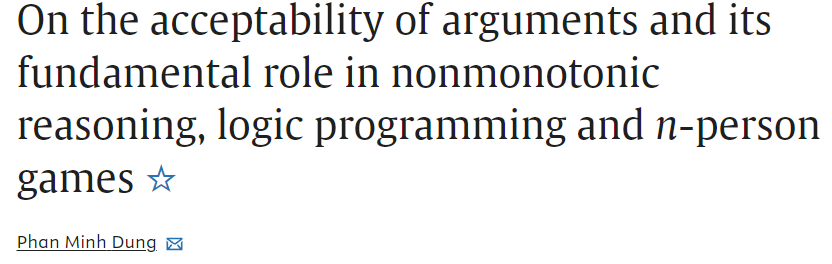 On the acceptability of arguments and its
fundamental role in nonmonotonic
reasoning, logic programming and n-person
games ☆
Phan Minh Dung